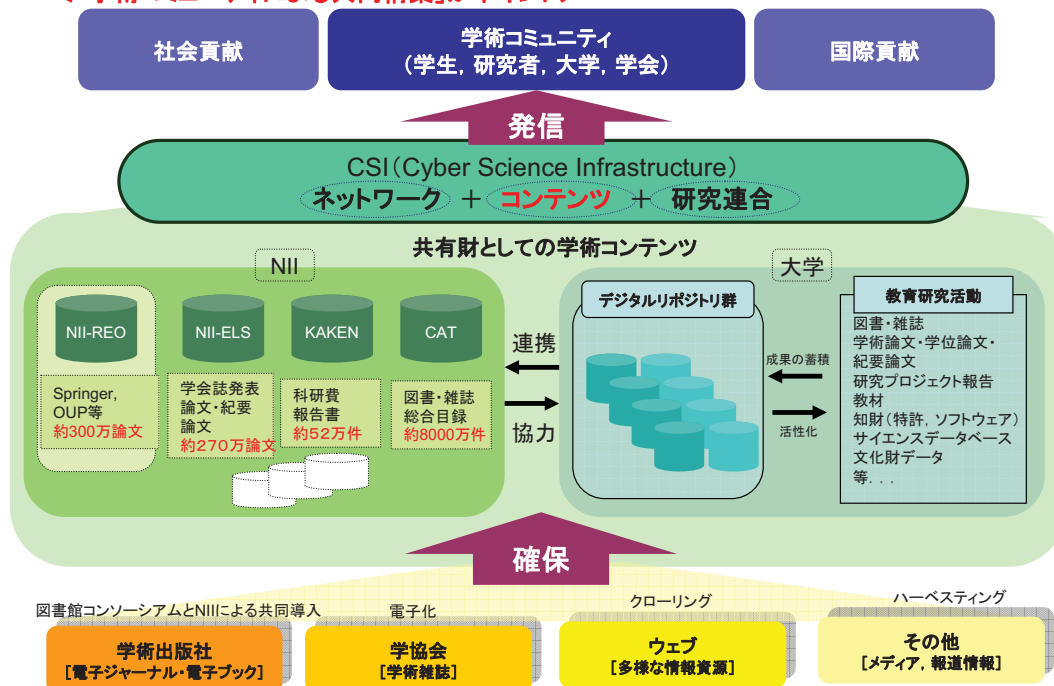 社会貢献
学術コミュニティ
(学生, 研究者, 大学, 学会)
国際貢献
発信
CSI(Cyber Science Infrastructure)
ネットワーク + コンテンツ + 研究連合
共有財としての学術コンテンツ
NII
大学
NII-REO
NII-ELS
KAKEN
CAT
Springer,
OUP等
約300万論文
学会誌発表
論文・紀要
論文
約270万論文
科研費
報告書
約52万件
図書・雑誌
総合目録
約8000万件
連携
協力
デジタルリポジトリ群
成果の蓄積
活性化
教育研究活動
図書・雑誌
学術論文・学位論文・
紀要論文
研究プロジェクト報告
教材
知財(特許, ソフトウェア)
サイエンスデータベース
文化財データ
等...
確保
図書館コンソーシアムとNIIによる共同導入
電子化
クローリング
ハーベスティング
学術出版社
[電子ジャーナル・電子ブック]
学協会
[学術雑誌]
ウェブ
[多様な情報資源]
その他
[メディア, 報道情報]